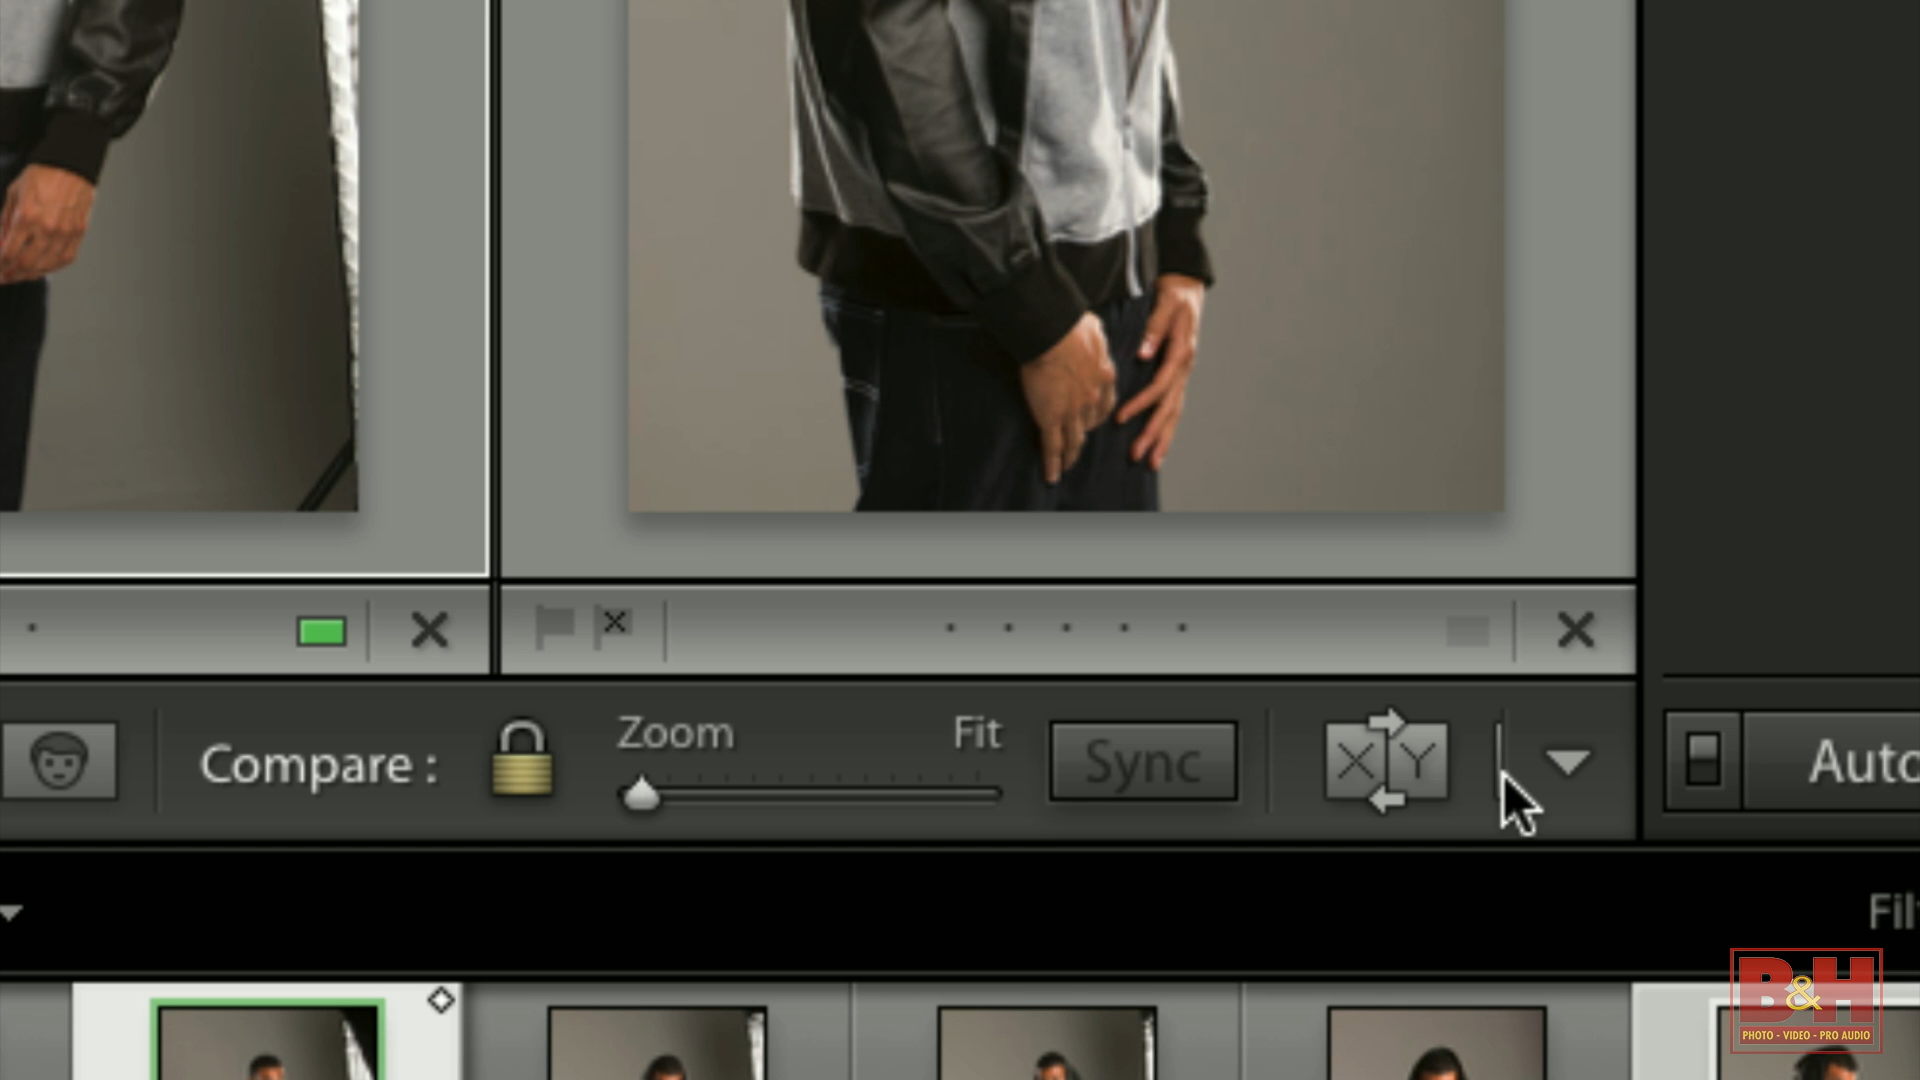 Compare :
Zoom
Fit
Sync
X Y
Auto
Fil
B&H
PHOTO - VIDEO - PRO AUDIO